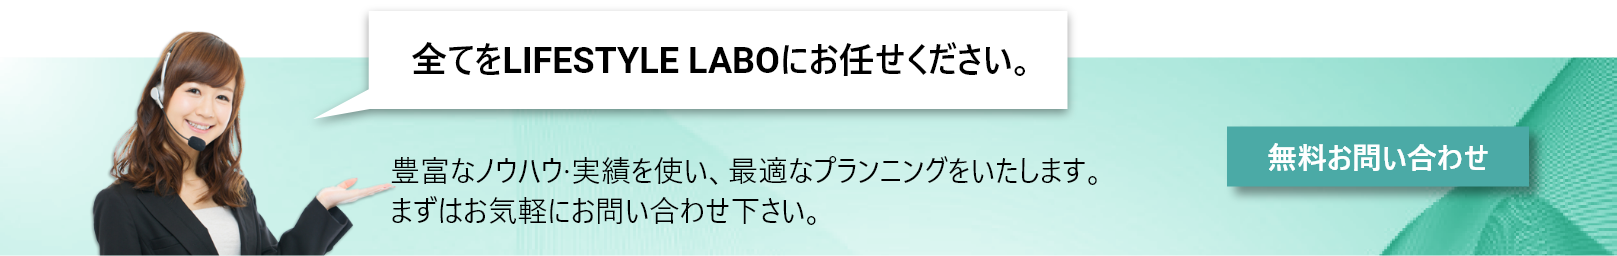 全てをLIFESTYLE LABOにお任せください。
豊富なノウハウ·実績を使い、最適なプランニングをいたします。
まずはお気軽にお問い合わせ下さい。
無料お問い合わせ